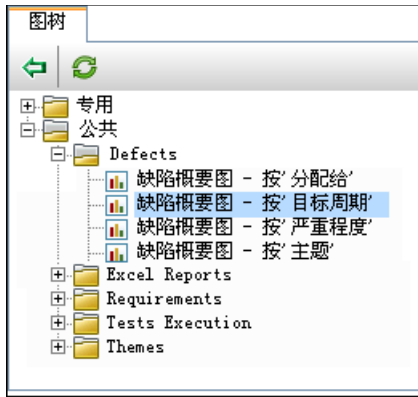 图树
专用
公共
Defects
缺陷概要图 - 按'分配给'
缺陷概要图 - 按'目标周期'
缺陷概要图 - 按'严重程度'
缺陷概要图 - 按'主题'
Excel Reports
Requirements
Tests Execution
Themes